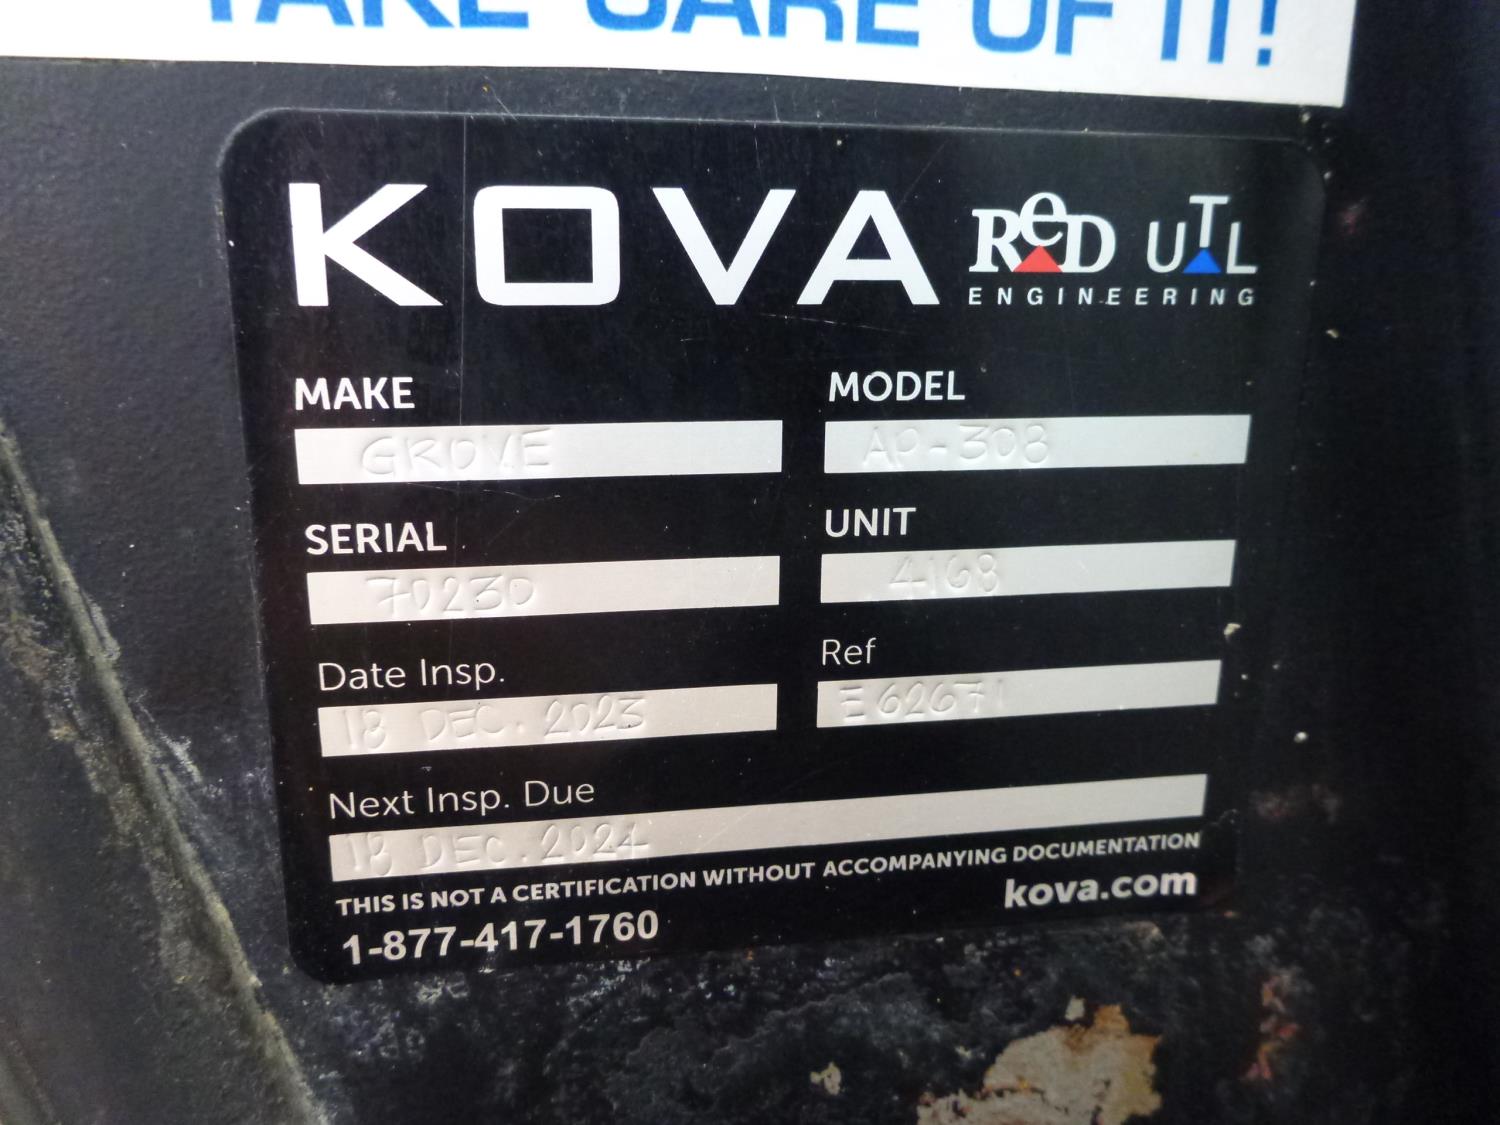 TAKE CARE OF IT!
KOVA ReD UTL
ENGINEERING
MAKE MODEL
GROVE AP-308
SERIAL UNIT
70230 4168
Date Insp. Ref
18 DEC. 2023 E62671
Next Insp. Due
18 DEC. 2024
THIS IS NOT A CERTIFICATION WITHOUT ACCOMPANYING DOCUMENTATION
1-877-417-1760 kova.com